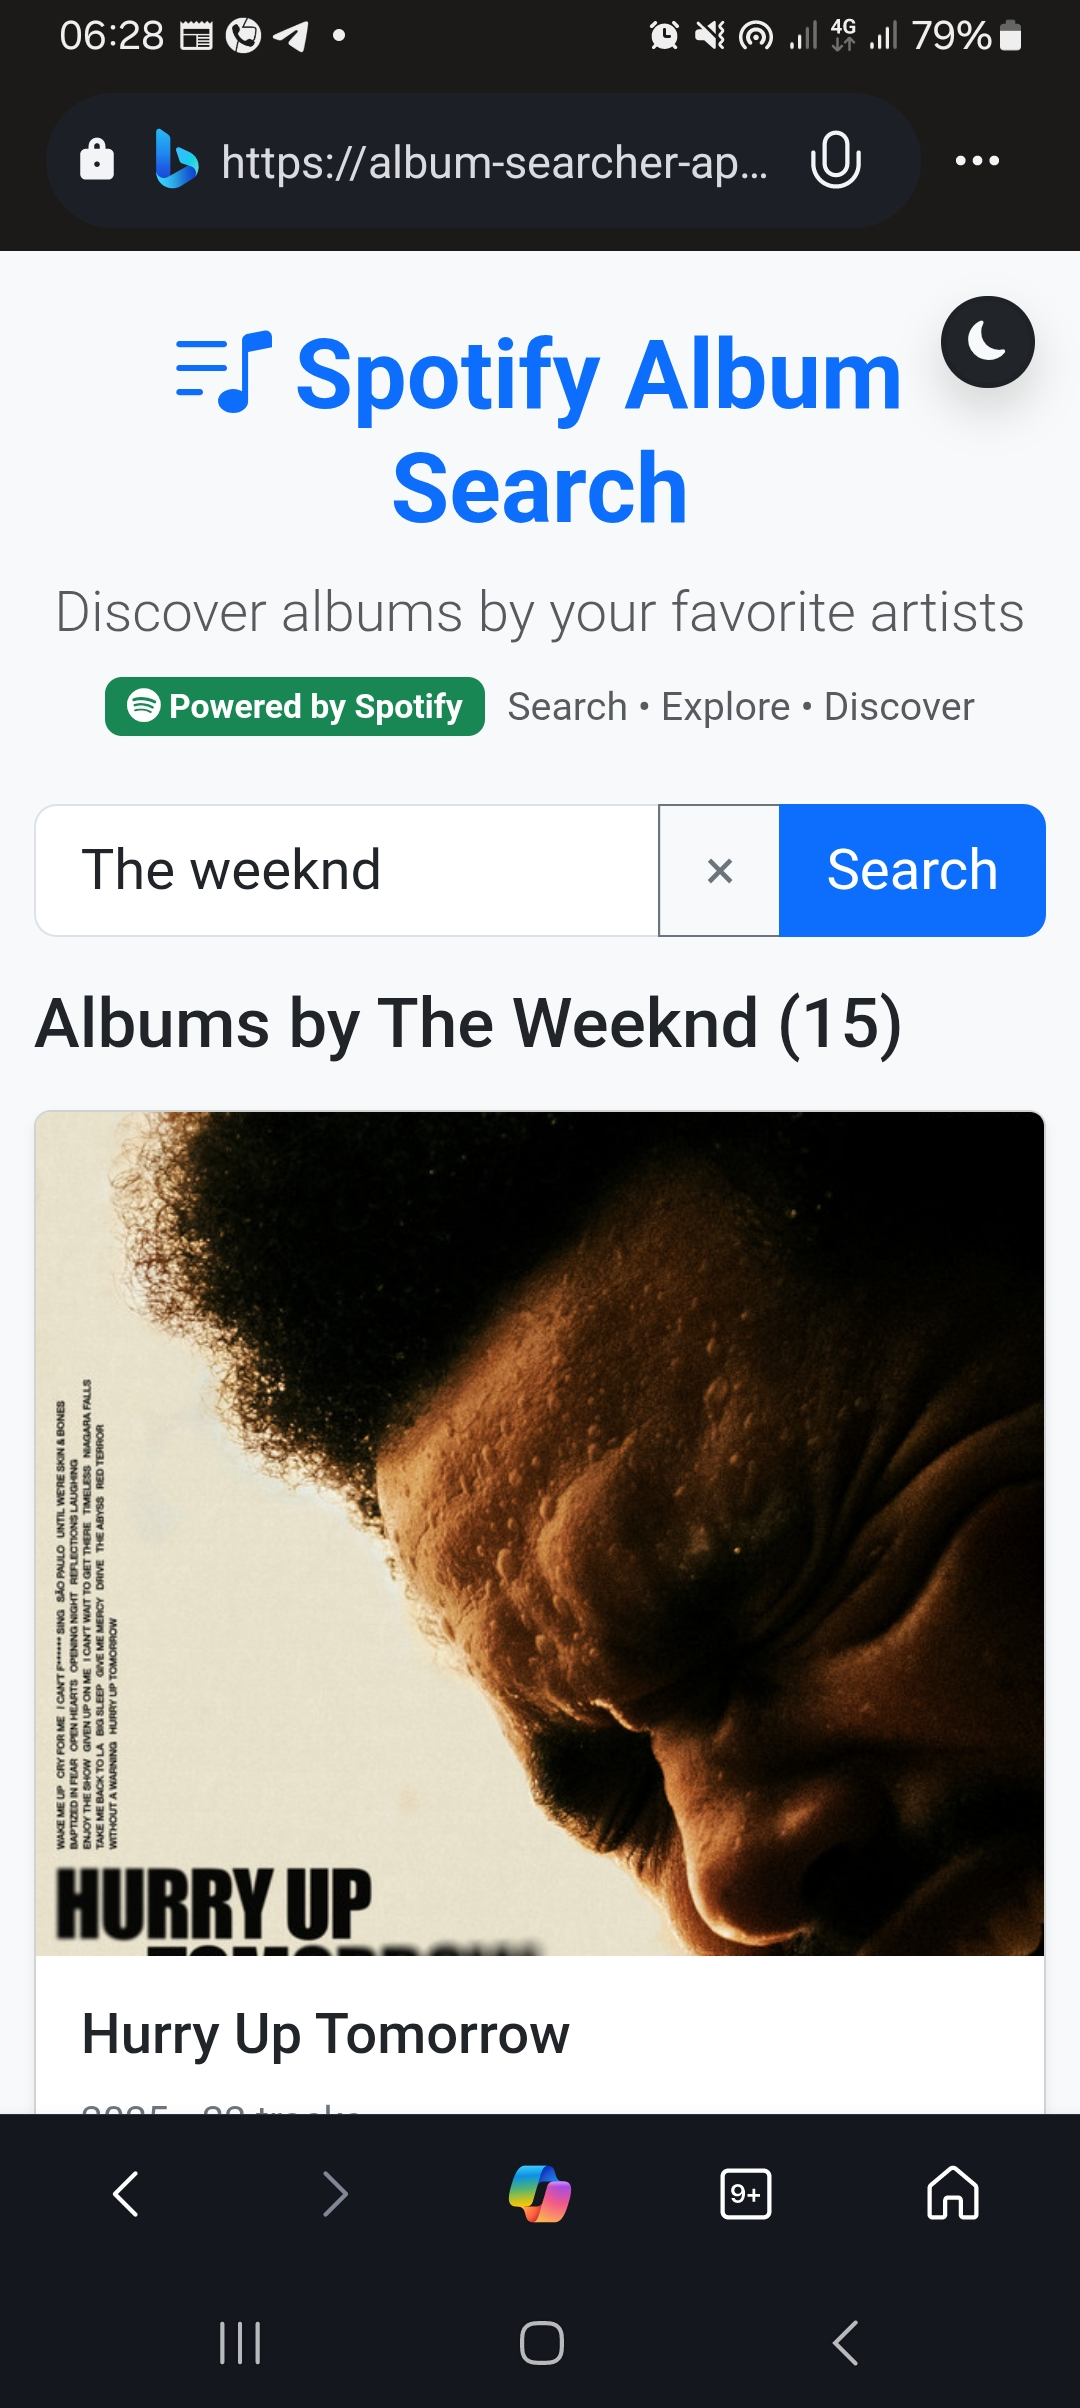 06:28
4G
79%
https://album-searcher-ap...
Spotify Album
Search
Discover albums by your favorite artists
Powered by Spotify
Search • Explore • Discover
The weeknd
×
Search
Albums by The Weeknd (15)
WAKE ME UP CRY FOR ME I CAN'T F****** SING SÃO PAULO UNTIL WE'RE SKIN & BONES
BAPTIZED IN FEAR OPEN HEARTS OPENING NIGHT REFLECTIONS LAUGHING
ENJOY THE SHOW GIVEN UP ON ME I CAN'T WAIT TO GET THERE TIMELESS NIAGARA FALLS
TAKE ME BACK TO LA BIG SLEEP GIVE ME MERCY DRIVE THE ABYSS RED TERROR
WITHOUT A WARNING HURRY UP TOMORROW
HURRY UP
TOMORROW
Hurry Up Tomorrow
9+